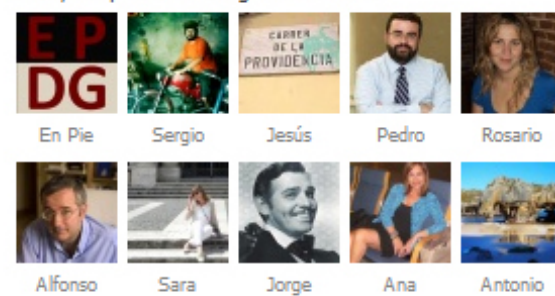 EP
DG
CARRER
DE LA
PROVIDENCIA
En Pie
Sergio
Jesús
Pedro
Rosario
Alfonso
Sara
Jorge
Ana
Antonio